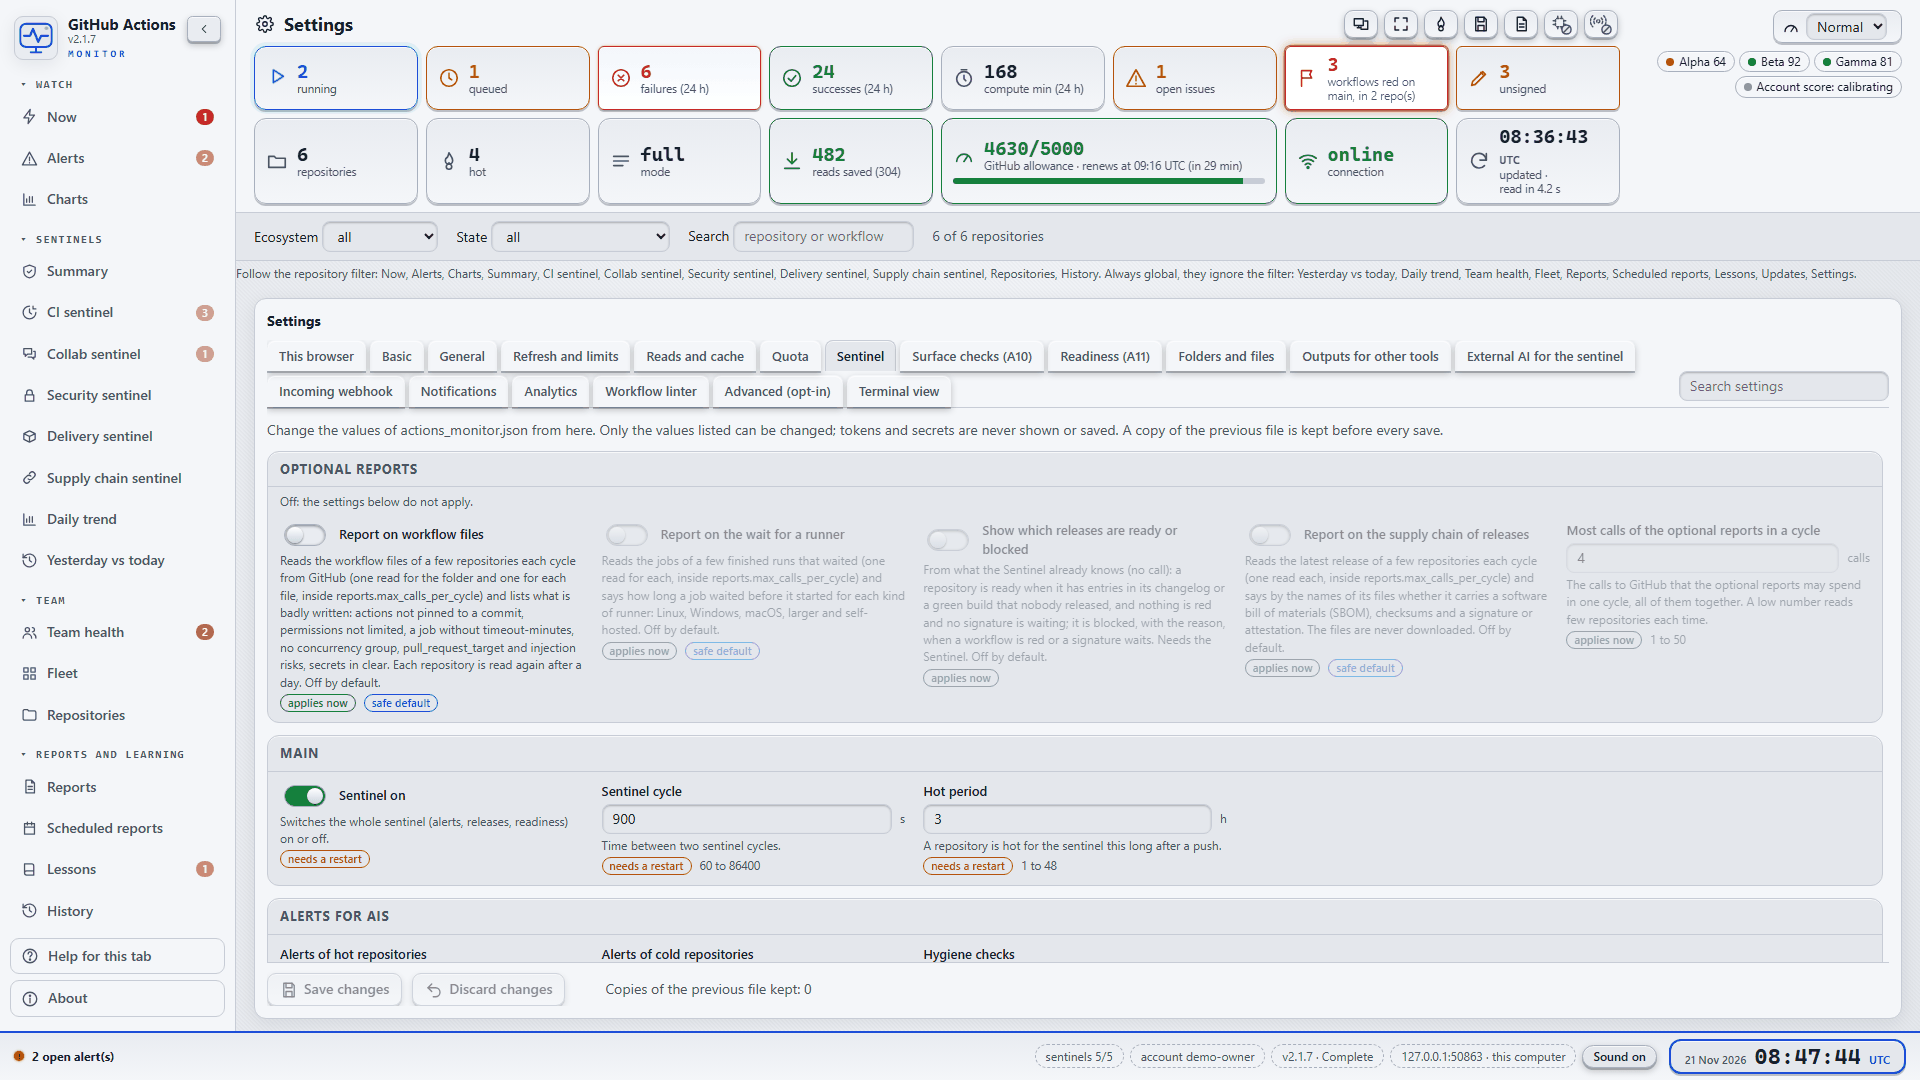 GitHub Actions
v2.1.7
MONITOR
WATCH
Now 1
Alerts 2
Charts
SENTINELS
Summary
CI sentinel 3
Collab sentinel 1
Security sentinel
Delivery sentinel
Supply chain sentinel
Daily trend
Yesterday vs today
TEAM
Team health 2
Fleet
Repositories
REPORTS AND LEARNING
Reports
Scheduled reports
Lessons 1
History
Help for this tab
About
Settings
Normal
Alpha 64 Beta 92 Gamma 81
Account score: calibrating
2
running
1
queued
6
failures (24 h)
24
successes (24 h)
168
compute min (24 h)
1
open issues
3
workflows red on
main, in 2 repo(s)
3
unsigned
6
repositories
4
hot
full
mode
482
reads saved (304)
4630/5000
GitHub allowance · renews at 09:16 UTC (in 29 min)
online
connection
08:36:43
UTC
updated ·
read in 4.2 s
Ecosystem all State all Search repository or workflow 6 of 6 repositories
Follow the repository filter: Now, Alerts, Charts, Summary, CI sentinel, Collab sentinel, Security sentinel, Delivery sentinel, Supply chain sentinel, Repositories, History. Always global, they ignore the filter: Yesterday vs today, Daily trend, Team health, Fleet, Reports, Scheduled reports, Lessons, Updates, Settings.
Settings
This browser Basic General Refresh and limits Reads and cache Quota Sentinel Surface checks (A10) Readiness (A11) Folders and files Outputs for other tools External AI for the sentinel
Incoming webhook Notifications Analytics Workflow linter Advanced (opt-in) Terminal view
Search settings
Change the values of actions_monitor.json from here. Only the values listed can be changed; tokens and secrets are never shown or saved. A copy of the previous file is kept before every save.
OPTIONAL REPORTS
Off: the settings below do not apply.
Report on workflow files
Reads the workflow files of a few repositories each cycle
from GitHub (one read for the folder and one for each
file, inside reports.max_calls_per_cycle) and lists what is
badly written: actions not pinned to a commit,
permissions not limited, a job without timeout-minutes,
no concurrency group, pull_request_target and injection
risks, secrets in clear. Each repository is read again after a
day. Off by default.
applies now safe default
Report on the wait for a runner
Reads the jobs of a few finished runs that waited (one
read for each, inside reports.max_calls_per_cycle) and
says how long a job waited before it started for each kind
of runner: Linux, Windows, macOS, larger and self-
hosted. Off by default.
applies now safe default
Show which releases are ready or
blocked
From what the Sentinel already knows (no call): a
repository is ready when it has entries in its changelog or
a green build that nobody released, and nothing is red
and no signature is waiting; it is blocked, with the reason,
when a workflow is red or a signature waits. Needs the
Sentinel. Off by default.
applies now
Report on the supply chain of releases
Reads the latest release of a few repositories each cycle
(one read each, inside reports.max_calls_per_cycle) and
says by the names of its files whether it carries a software
bill of materials (SBOM), checksums and a signature or
attestation. The files are never downloaded. Off by
default.
applies now safe default
Most calls of the optional reports in a cycle
4 calls
The calls to GitHub that the optional reports may spend
in one cycle, all of them together. A low number reads
few repositories each time.
applies now 1 to 50
MAIN
Sentinel on
Switches the whole sentinel (alerts, releases, readiness)
on or off.
needs a restart
Sentinel cycle
900 s
Time between two sentinel cycles.
needs a restart 60 to 86400
Hot period
3 h
A repository is hot for the sentinel this long after a push.
needs a restart 1 to 48
ALERTS FOR AIS
Alerts of hot repositories Alerts of cold repositories Hygiene checks
Save changes Discard changes Copies of the previous file kept: 0
2 open alert(s)
sentinels 5/5 account demo-owner v2.1.7 · Complete 127.0.0.1:50863 · this computer Sound on 21 Nov 2026 08:47:44 UTC